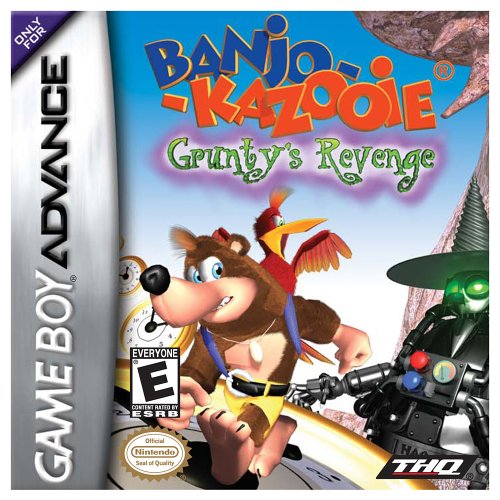 ONLY
FOR
GAME BOY ADVANCE
BANJO-
-KAZOOIE®
Grunty's Revenge
EVERYONE
E
CONTENT RATED BY
ESRB
Official
Nintendo
Seal of Quality
THQ